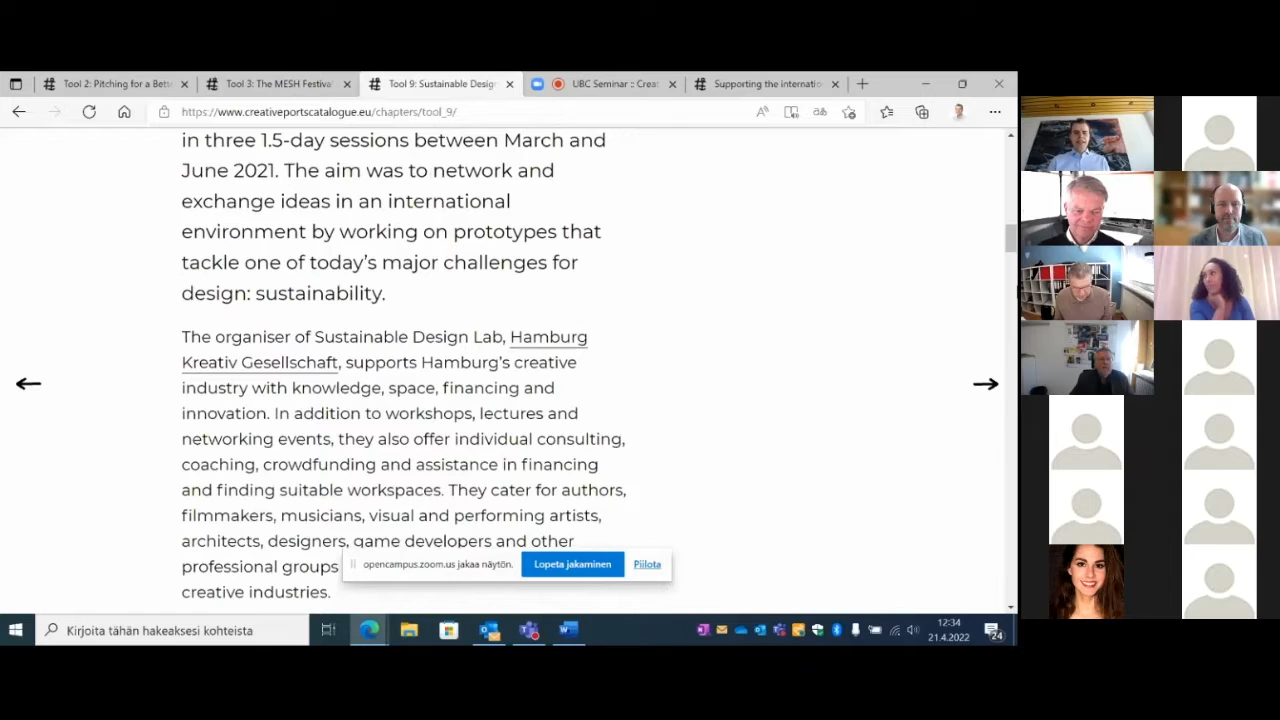 Tool 2: Pitching for a Bette
Tool 3: The MESH Festiva
Tool 9: Sustainable Design
UBC Seminar :: Creat
Supporting the internatio
https://www.creativeportscatalogue.eu/chapters/tool_9/
in three 1.5-day sessions between March and
June 2021. The aim was to network and
exchange ideas in an international
environment by working on prototypes that
tackle one of today's major challenges for
design: sustainability.
The organiser of Sustainable Design Lab, Hamburg
Kreativ Gesellschaft, supports Hamburg's creative
industry with knowledge, space, financing and
innovation. In addition to workshops, lectures and
networking events, they also offer individual consulting,
coaching, crowdfunding and assistance in financing
and finding suitable workspaces. They cater for authors,
filmmakers, musicians, visual and performing artists,
architects, designers, game developers and other
professional groups
creative industries.
opencampus.zoom.us jakaa näytön.
Lopeta jakaminen
Piilota
Kirjoita tähän hakeaksesi kohteista
12:34
21.4.2022
24